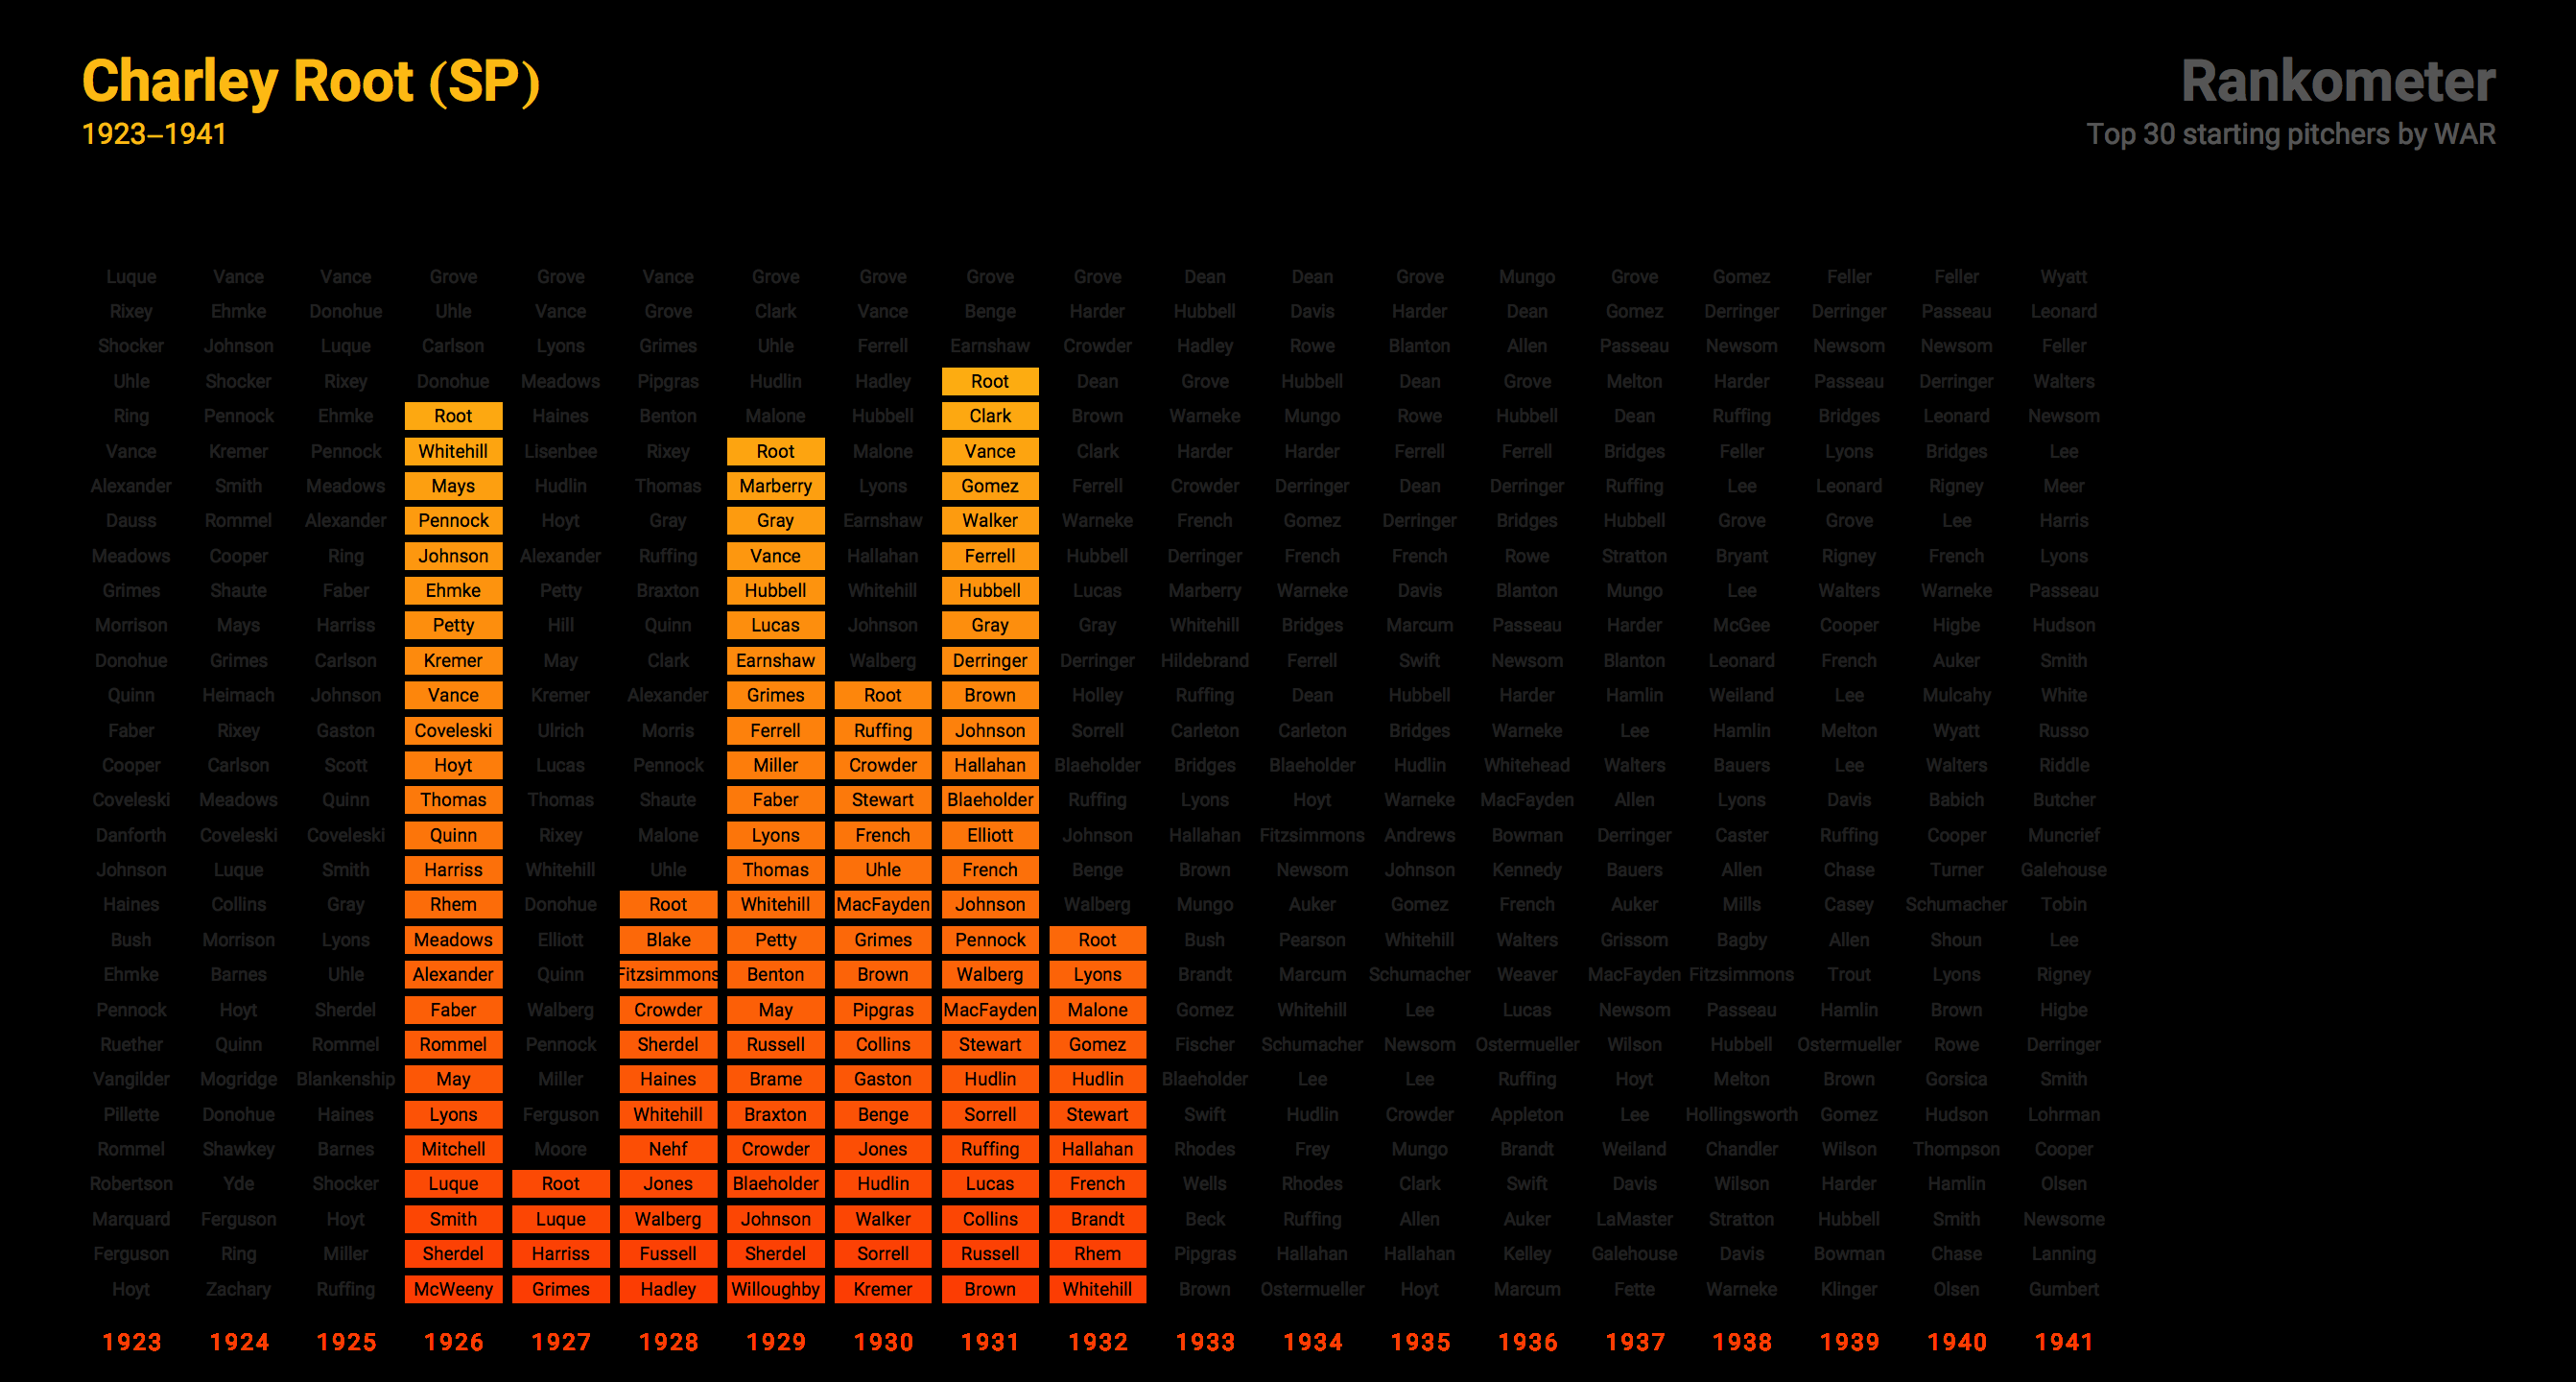 Charley Root (SP)
1923–1941
Rankometer
Top 30 starting pitchers by WAR
Luque Vance Vance Grove Grove Vance Grove Grove Grove Grove Dean Dean Grove Mungo Grove Gomez Feller Feller Wyatt
Rixey Ehmke Donohue Uhle Vance Grove Clark Vance Benge Harder Hubbell Davis Harder Dean Gomez Derringer Derringer Passeau Leonard
Shocker Johnson Luque Carlson Lyons Grimes Uhle Ferrell Earnshaw Crowder Hadley Rowe Blanton Allen Passeau Newsom Newsom Newsom Feller
Uhle Shocker Rixey Donohue Meadows Pipgras Hudlin Hadley Root Dean Grove Hubbell Dean Grove Melton Harder Passeau Derringer Walters
Ring Pennock Ehmke Root Haines Benton Malone Hubbell Clark Brown Warneke Mungo Rowe Hubbell Dean Ruffing Bridges Leonard Newsom
Vance Kremer Pennock Whitehill Lisenbee Rixey Root Malone Vance Clark Harder Harder Ferrell Ferrell Bridges Feller Lyons Bridges Lee
Alexander Smith Meadows Mays Hudlin Thomas Marberry Lyons Gomez Ferrell Crowder Derringer Dean Derringer Ruffing Lee Leonard Rigney Meer
Dauss Rommel Alexander Pennock Hoyt Gray Gray Earnshaw Walker Warneke French Gomez Derringer Bridges Hubbell Grove Grove Lee Harris
Meadows Cooper Ring Johnson Alexander Ruffing Vance Hallahan Ferrell Hubbell Derringer French French Rowe Stratton Bryant Rigney French Lyons
Grimes Shaute Faber Ehmke Petty Braxton Hubbell Whitehill Hubbell Lucas Marberry Warneke Davis Blanton Mungo Lee Walters Warneke Passeau
Morrison Mays Harriss Petty Hill Quinn Lucas Johnson Gray Gray Whitehill Bridges Marcum Passeau Harder McGee Cooper Higbe Hudson
Donohue Grimes Carlson Kremer May Clark Earnshaw Walberg Derringer Derringer Hildebrand Ferrell Swift Newsom Blanton Leonard French Auker Smith
Quinn Heimach Johnson Vance Kremer Alexander Grimes Root Brown Holley Ruffing Dean Hubbell Harder Hamlin Weiland Lee Mulcahy White
Faber Rixey Gaston Coveleski Ulrich Morris Ferrell Ruffing Johnson Sorrell Carleton Carleton Bridges Warneke Lee Hamlin Melton Wyatt Russo
Cooper Carlson Scott Hoyt Lucas Pennock Miller Crowder Hallahan Blaeholder Bridges Blaeholder Hudlin Whitehead Walters Bauers Lee Walters Riddle
Coveleski Meadows Quinn Thomas Thomas Shaute Faber Stewart Blaeholder Ruffing Lyons Hoyt Warneke MacFayden Allen Lyons Davis Babich Butcher
Danforth Coveleski Coveleski Quinn Rixey Malone Lyons French Elliott Johnson Hallahan Fitzsimmons Andrews Bowman Derringer Caster Ruffing Cooper Muncrief
Johnson Luque Smith Harriss Whitehill Uhle Thomas Uhle French Benge Brown Newsom Johnson Kennedy Bauers Allen Chase Turner Galehouse
Haines Collins Gray Rhem Donohue Root Whitehill MacFayden Johnson Walberg Mungo Auker Gomez French Auker Mills Casey Schumacher Tobin
Bush Morrison Lyons Meadows Elliott Blake Petty Grimes Pennock Root Bush Pearson Whitehill Walters Grissom Bagby Allen Shoun Lee
Ehmke Barnes Uhle Alexander Quinn Fitzsimmons Benton Brown Walberg Lyons Brandt Marcum Schumacher Weaver MacFayden Fitzsimmons Trout Lyons Rigney
Pennock Hoyt Sherdel Faber Walberg Crowder May Pipgras MacFayden Malone Gomez Whitehill Lee Lucas Newsom Passeau Hamlin Brown Higbe
Ruether Quinn Rommel Rommel Pennock Sherdel Russell Collins Stewart Gomez Fischer Schumacher Newsom Ostermueller Wilson Hubbell Ostermueller Rowe Derringer
Vangilder Mogridge Blankenship May Miller Haines Brame Gaston Hudlin Hudlin Blaeholder Lee Lee Ruffing Hoyt Melton Brown Gorsica Smith
Pillette Donohue Haines Lyons Ferguson Whitehill Braxton Benge Sorrell Stewart Swift Hudlin Crowder Appleton Lee Hollingsworth Gomez Hudson Lohrman
Rommel Shawkey Barnes Mitchell Moore Nehf Crowder Jones Ruffing Hallahan Rhodes Frey Mungo Brandt Weiland Chandler Wilson Thompson Cooper
Robertson Yde Shocker Luque Root Jones Blaeholder Hudlin Lucas French Wells Rhodes Clark Swift Davis Wilson Harder Hamlin Olsen
Marquard Ferguson Hoyt Smith Luque Walberg Johnson Walker Collins Brandt Beck Ruffing Allen Auker LaMaster Stratton Hubbell Smith Newsome
Ferguson Ring Miller Sherdel Harriss Fussell Sherdel Sorrell Russell Rhem Pipgras Hallahan Hallahan Kelley Galehouse Davis Bowman Chase Lanning
Hoyt Zachary Ruffing McWeeny Grimes Hadley Willoughby Kremer Brown Whitehill Brown Ostermueller Hoyt Marcum Fette Warneke Klinger Olsen Gumbert
1923 1924 1925 1926 1927 1928 1929 1930 1931 1932 1933 1934 1935 1936 1937 1938 1939 1940 1941